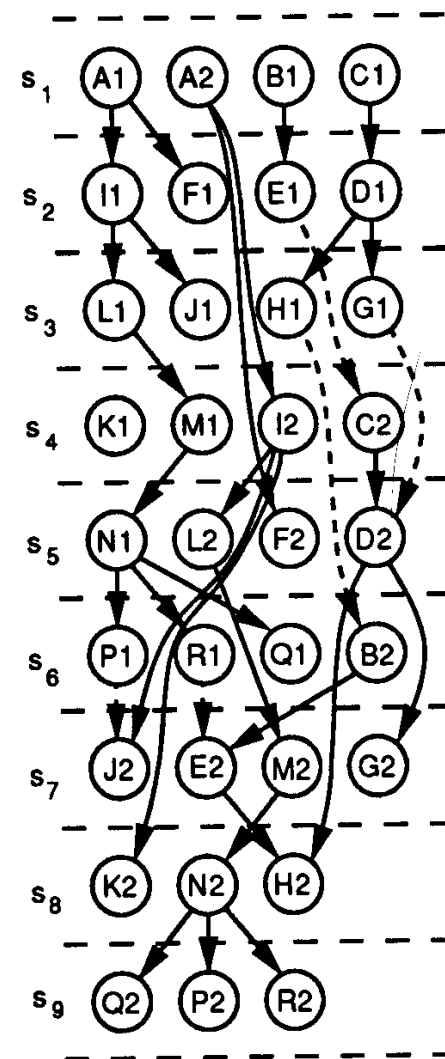 s1 A1 A2 B1 C1
s2 I1 F1 E1 D1
s3 L1 J1 H1 G1
s4 K1 M1 I2 C2
s5 N1 L2 F2 D2
s6 P1 R1 Q1 B2
s7 J2 E2 M2 G2
s8 K2 N2 H2
s9 Q2 P2 R2